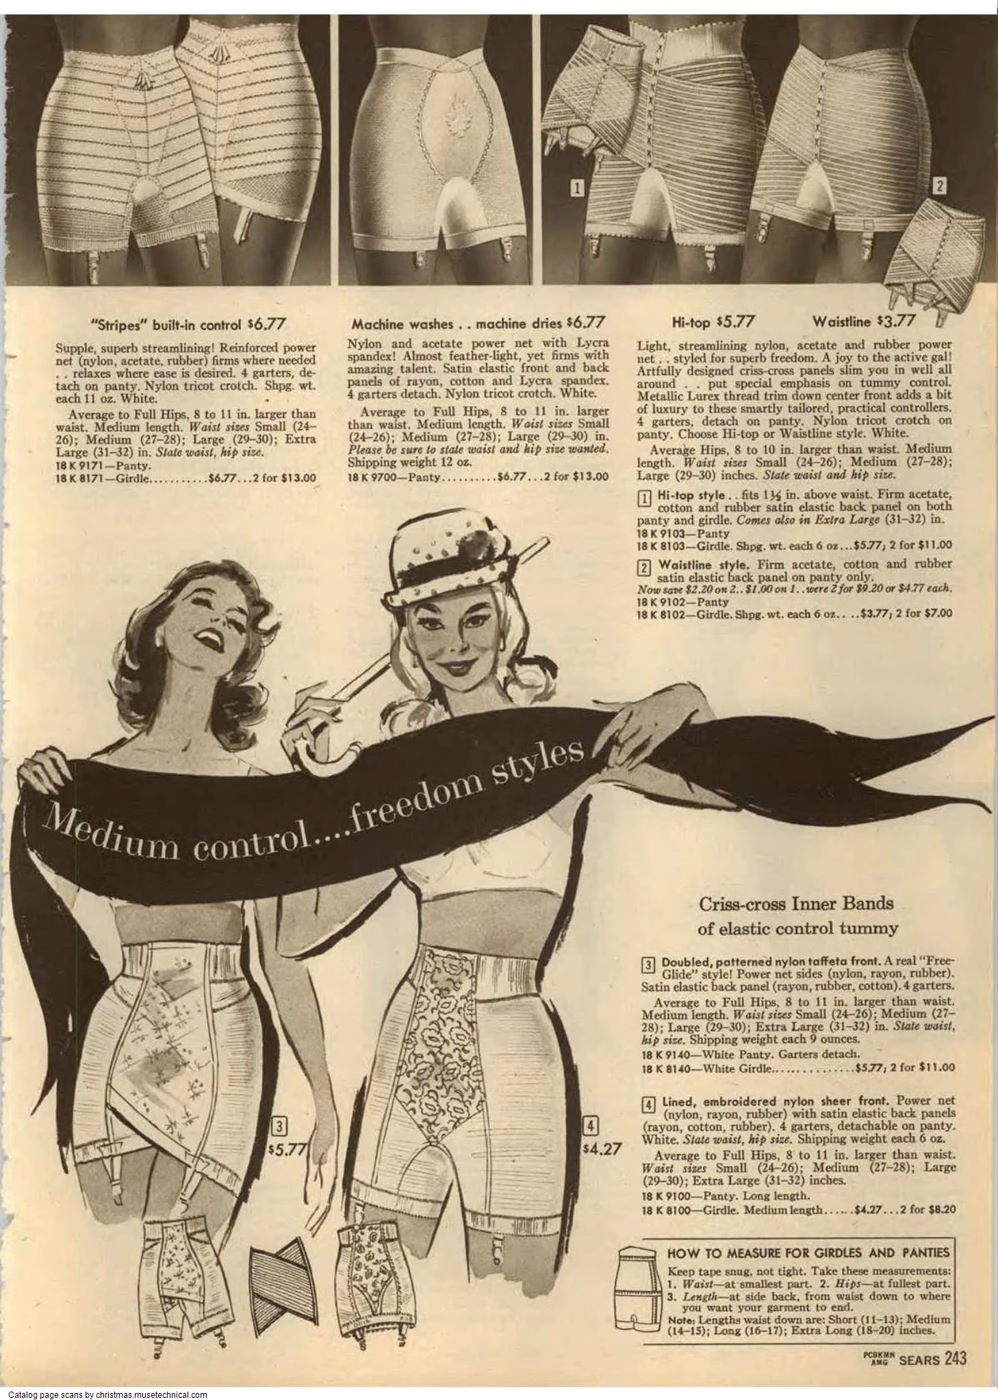 1
2
"Stripes" built-in control $6.77
Supple, superb streamlining! Reinforced power
net (nylon, acetate, rubber) firms where needed
. . relaxes where ease is desired. 4 garters, de-
tach on panty. Nylon tricot crotch. Shpg. wt.
each 11 oz. White.
Average to Full Hips, 8 to 11 in. larger than
waist. Medium length. Waist sizes Small (24-
26); Medium (27-28); Large (29-30); Extra
Large (31-32) in. State waist, hip size.
18 K 9171—Panty.
18 K 8171—Girdle..........$6.77...2 for $13.00
Machine washes . . machine dries $6.77
Nylon and acetate power net with Lycra
spandex! Almost feather-light, yet firms with
amazing talent. Satin elastic front and back
panels of rayon, cotton and Lycra spandex.
4 garters detach. Nylon tricot crotch. White.
Average to Full Hips, 8 to 11 in. larger
than waist. Medium length. Waist sizes Small
(24-26); Medium (27-28); Large (29-30) in.
Please be sure to state waist and hip size wanted.
Shipping weight 12 oz.
18 K 9700—Panty..........$6.77...2 for $13.00
Hi-top $5.77 Waistline $3.77
Light, streamlining nylon, acetate and rubber power
net . . styled for superb freedom. A joy to the active gal!
Artfully designed criss-cross panels slim you in well all
around . . put special emphasis on tummy control.
Metallic Lurex thread trim down center front adds a bit
of luxury to these smartly tailored, practical controllers.
4 garters, detach on panty. Nylon tricot crotch on
panty. Choose Hi-top or Waistline style. White.
Average Hips, 8 to 10 in. larger than waist. Medium
length. Waist sizes Small (24-26); Medium (27-28);
Large (29-30) inches. State waist and hip size.
1 Hi-top style . . fits 1½ in. above waist. Firm acetate,
cotton and rubber satin elastic back panel on both
panty and girdle. Comes also in Extra Large (31-32) in.
18 K 9103—Panty
18 K 8103—Girdle. Shpg. wt. each 6 oz...$5.77; 2 for $11.00
2 Waistline style. Firm acetate, cotton and rubber
satin elastic back panel on panty only.
Now save $2.20 on 2.. $1.00 on 1.. were 2 for $9.20 or $4.77 each.
18 K 9102—Panty
18 K 8102—Girdle. Shpg. wt. each 6 oz.. ..$3.77; 2 for $7.00
Medium control....freedom styles
Criss-cross Inner Bands
of elastic control tummy
3 Doubled, patterned nylon taffeta front. A real "Free-
Glide" style! Power net sides (nylon, rayon, rubber).
Satin elastic back panel (rayon, rubber, cotton). 4 garters.
Average to Full Hips, 8 to 11 in. larger than waist.
Medium length. Waist sizes Small (24-26); Medium (27-
28); Large (29-30); Extra Large (31-32) in. State waist,
hip size. Shipping weight each 9 ounces.
18 K 9140—White Panty. Garters detach.
18 K 8140—White Girdle..............$5.77; 2 for $11.00
4 Lined, embroidered nylon sheer front. Power net
(nylon, rayon, rubber) with satin elastic back panels
(rayon, cotton, rubber). 4 garters, detachable on panty.
White. State waist, hip size. Shipping weight each 6 oz.
Average to Full Hips, 8 to 11 in. larger than waist.
Waist sizes Small (24-26); Medium (27-28); Large
(29-30); Extra Large (31-32) inches.
18 K 9100—Panty. Long length.
18 K 8100—Girdle. Medium length......$4.27...2 for $8.20
3
$5.77
4
$4.27
HOW TO MEASURE FOR GIRDLES AND PANTIES
Keep tape snug, not tight. Take these measurements:
1. Waist—at smallest part. 2. Hips—at fullest part.
3. Length—at side back, from waist down to where
you want your garment to end.
Note: Lengths waist down are: Short (11-13); Medium
(14-15); Long (16-17); Extra Long (18-20) inches.
PCBKMN
AMG SEARS 243
Catalog page scans by christmas.musetechnical.com